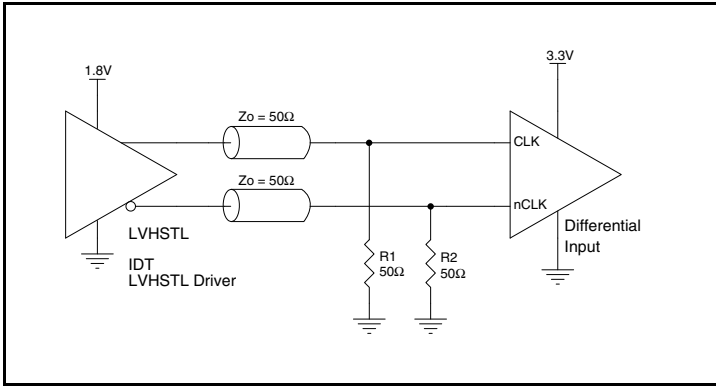 1.8V
3.3V
Zo = 50Ω
CLK
Zo = 50Ω
nCLK
LVHSTL
Differential
Input
IDT
LVHSTL Driver
R1
50Ω
R2
50Ω